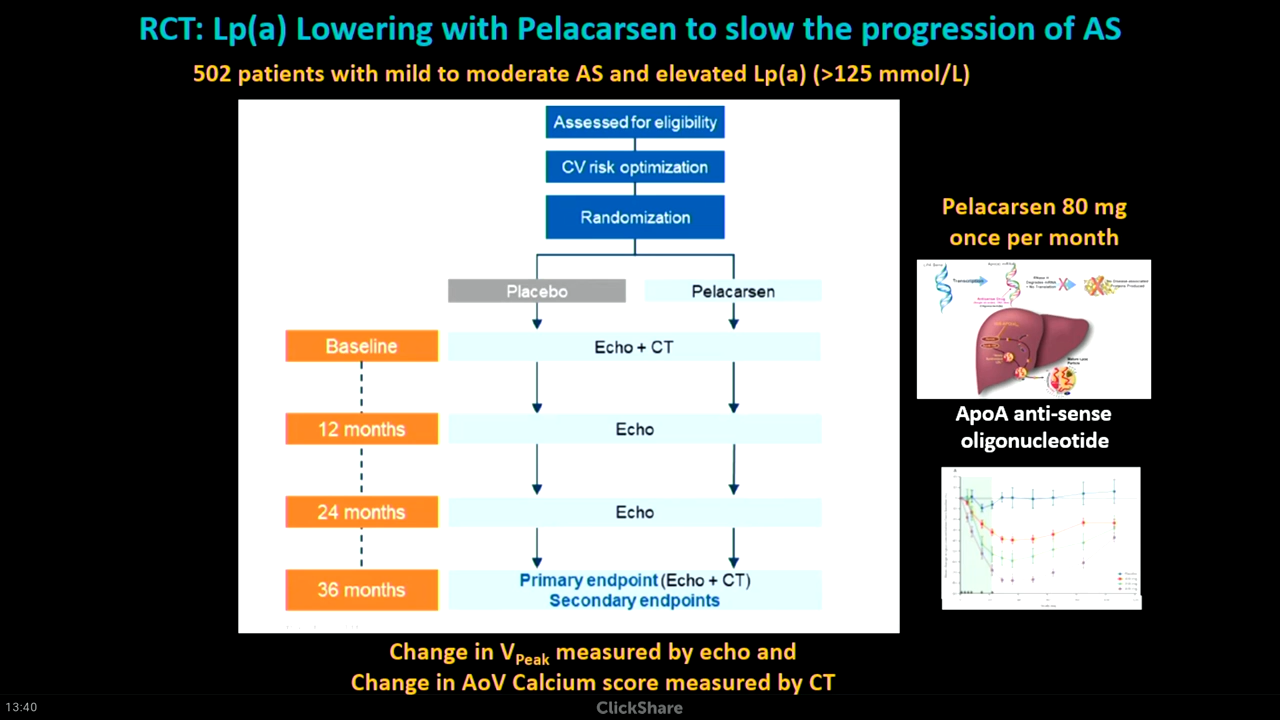 RCT: Lp(a) Lowering with Pelacarsen to slow the progression of AS
502 patients with mild to moderate AS and elevated Lp(a) (>125 mmol/L)
Assessed for eligibility
CV risk optimization
Randomization
Placebo
Pelacarsen
Baseline
Echo + CT
12 months
Echo
24 months
Echo
36 months
Primary endpoint (Echo + CT)
Secondary endpoints
Change in VPeak measured by echo and
Change in AoV Calcium score measured by CT
Pelacarsen 80 mg
once per month
Transcription
ApoA anti-sense
oligonucleotide
13:40
ClickShare